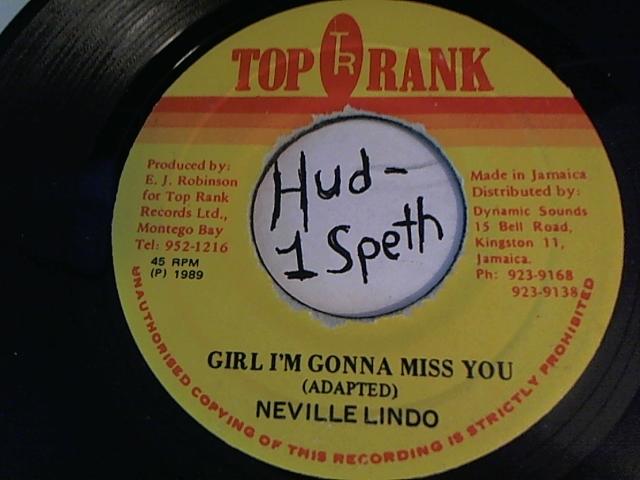 TOP TR RANK
Produced by:
E. J. Robinson
for Top Rank
Records Ltd.,
Montego Bay
Tel: 952-1216
45 RPM
(P) 1989
Hud-
1 Speth
Made in Jamaica
Distributed by:
Dynamic Sounds
15 Bell Road,
Kingston 11,
Jamaica.
Ph: 923-9168
923-9138
GIRL I'M GONNA MISS YOU
(ADAPTED)
NEVILLE LINDO
UNAUTHORISED COPYING OF THIS RECORDING IS STRICTLY PROHIBITED